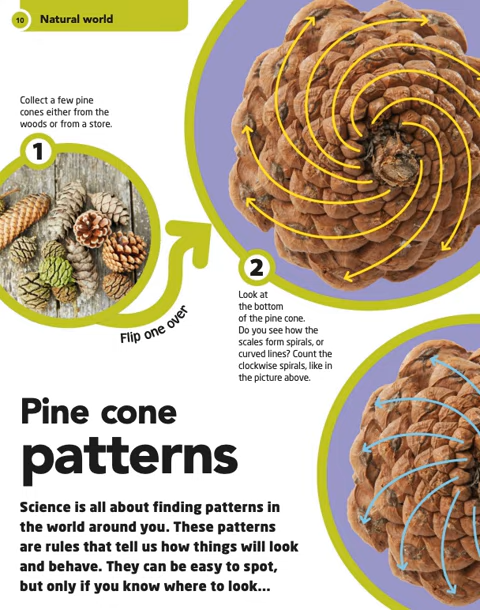 10 Natural world
Collect a few pine
cones either from the
woods or from a store.
1
Flip one over
2
Look at
the bottom
of the pine cone.
Do you see how the
scales form spirals, or
curved lines? Count the
clockwise spirals, like in
the picture above.
Pine cone
patterns
Science is all about finding patterns in
the world around you. These patterns
are rules that tell us how things will look
and behave. They can be easy to spot,
but only if you know where to look...